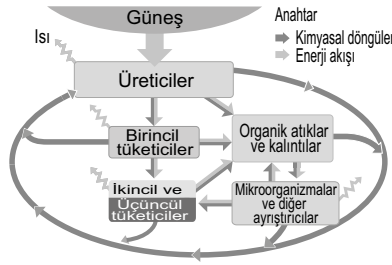 Güneş
Anahtar
Kimyasal döngüler
Enerji akışı
Isı
Üreticiler
Birincil
tüketiciler
Organik atıklar
ve kalıntılar
İkincil ve
Üçüncül
tüketiciler
Mikroorganizmalar
ve diğer
ayrıştırıcılar